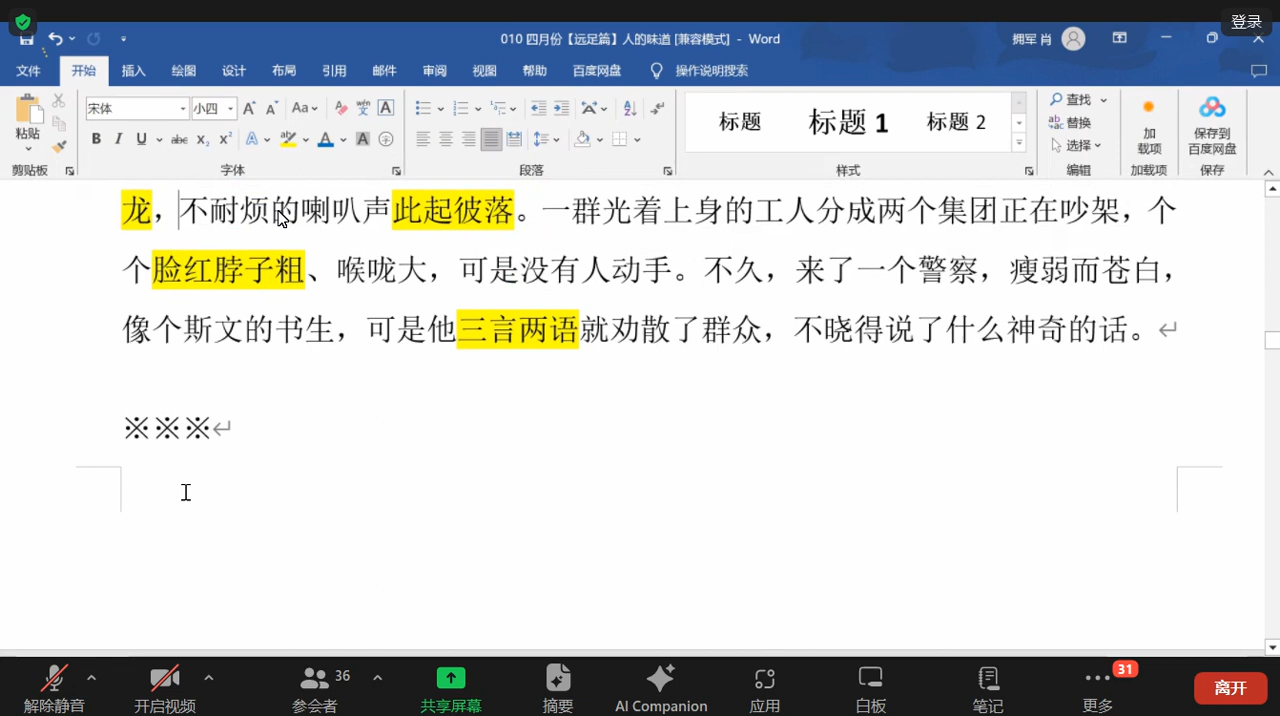 登录
010 四月份【远足篇】人的味道 [兼容模式] - Word
拥军 肖
文件 开始 插入 绘图 设计 布局 引用 邮件 审阅 视图 帮助 百度网盘 操作说明搜索
粘贴
剪贴板
宋体 小四
字体
段落
标题 标题 1 标题 2
样式
查找
替换
选择
编辑
加
载项
加载项
保存到
百度网盘
保存
龙，不耐烦的喇叭声此起彼落。一群光着上身的工人分成两个集团正在吵架，个
个脸红脖子粗、喉咙大，可是没有人动手。不久，来了一个警察，瘦弱而苍白，
像个斯文的书生，可是他三言两语就劝散了群众，不晓得说了什么神奇的话。
※※※
解除静音
开启视频
36
参会者
共享屏幕
摘要
AI Companion
应用
白板
笔记
31
更多
离开